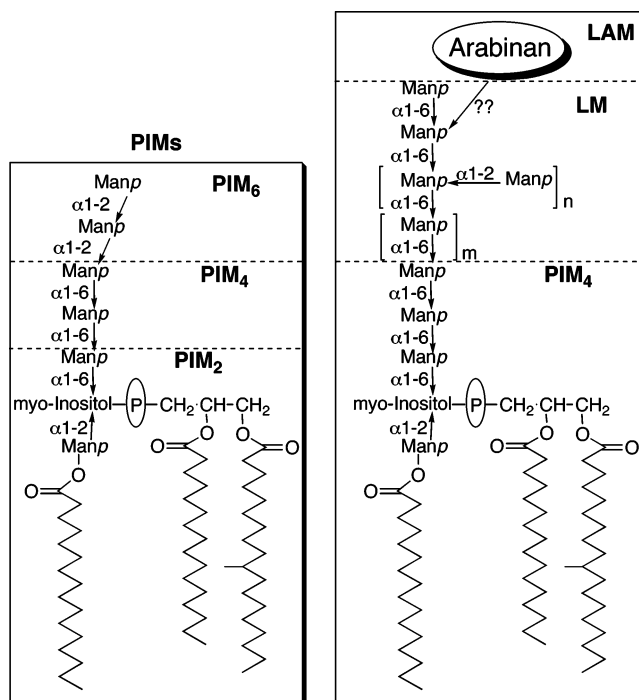 PIMs
Manp
PIM6
α1-2
Manp
α1-2
Manp
PIM4
α1-6
Manp
α1-6
Manp
PIM2
α1-6
myo-Inositol P CH2 CH CH2
α1-2
Manp
O O O
O O O
LAM
Arabinan
Manp
LM
α1-6
??
Manp
α1-6
Manp α1-2 Manp
α1-6 n
Manp
α1-6 m
Manp
PIM4
α1-6
Manp
α1-6
Manp
α1-6
myo-Inositol P CH2 CH CH2
α1-2
Manp
O O O
O O O